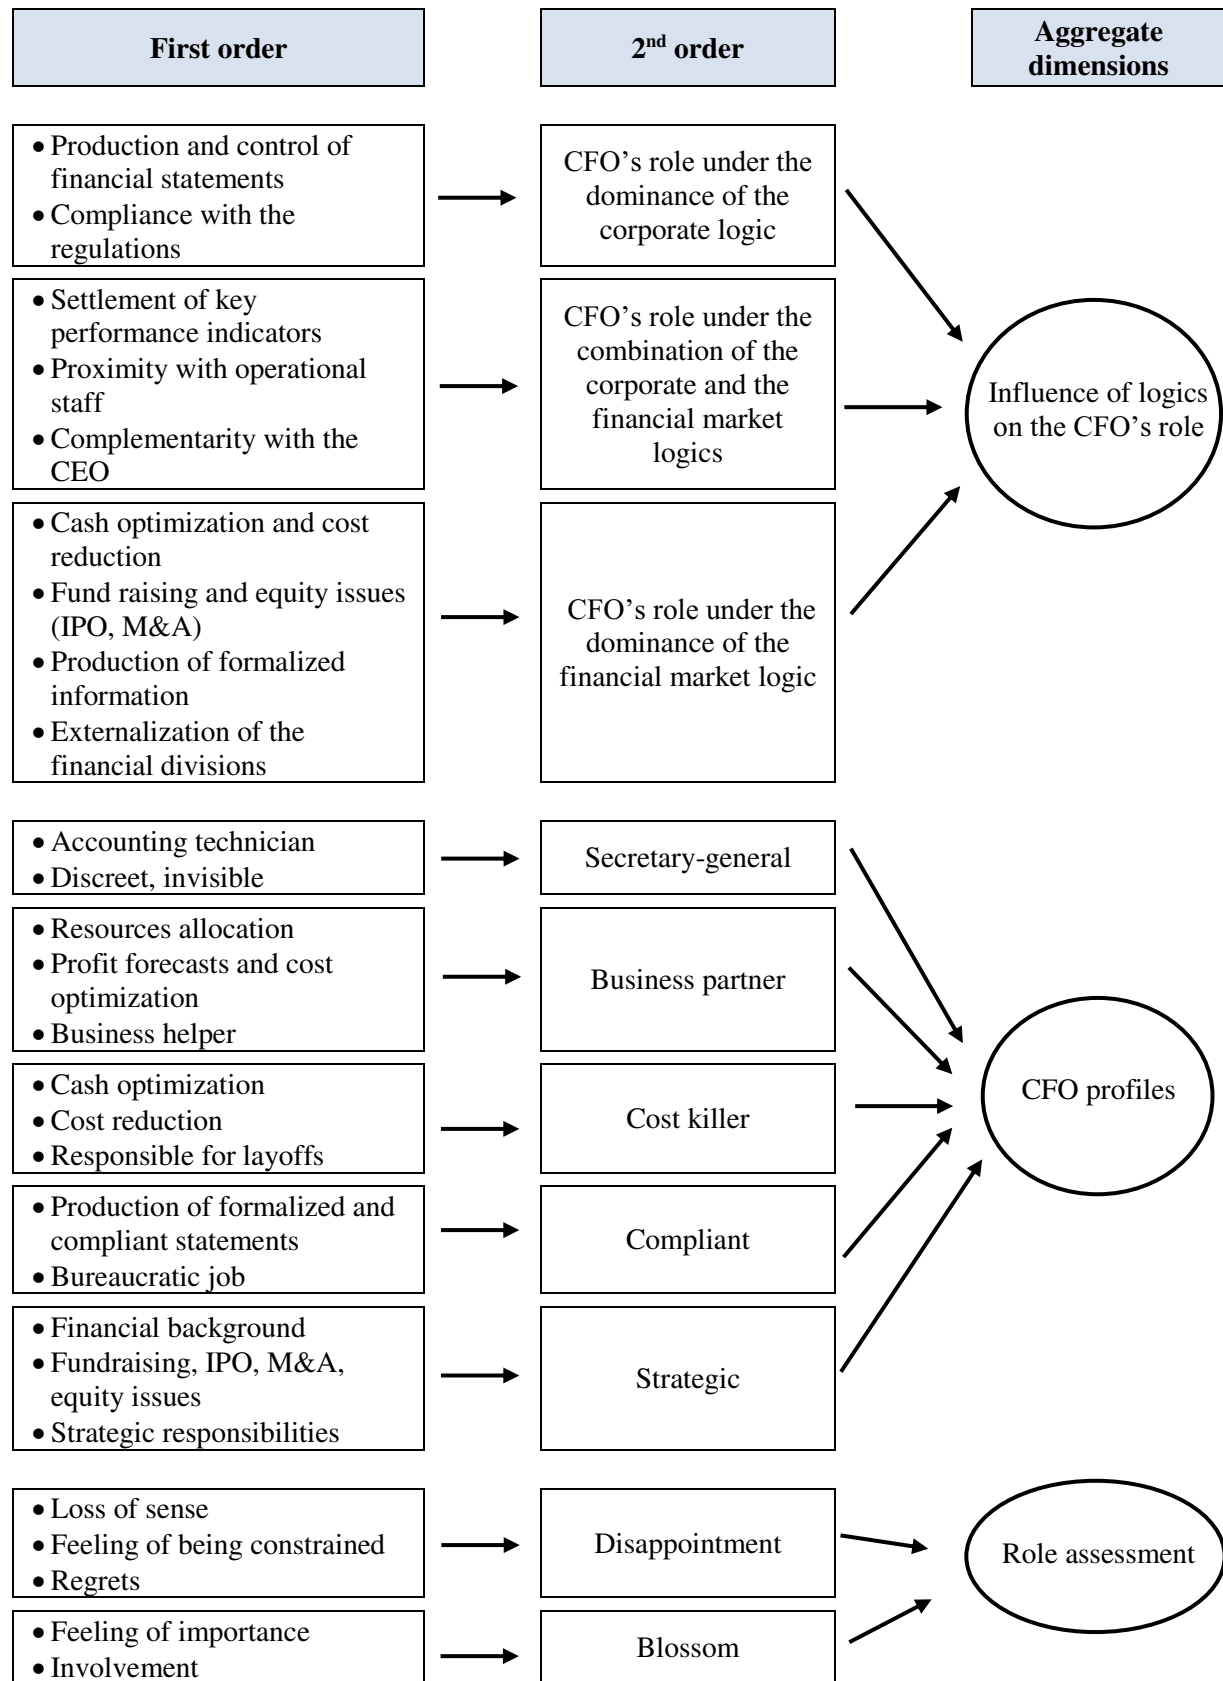 First order
2nd order
Aggregate
dimensions
• Production and control of
financial statements
• Compliance with the
regulations
CFO’s role under the
dominance of the
corporate logic
• Settlement of key
performance indicators
• Proximity with operational
staff
• Complementarity with the
CEO
CFO’s role under the
combination of the
corporate and the
financial market
logics
Influence of logics
on the CFO’s role
• Cash optimization and cost
reduction
• Fund raising and equity issues
(IPO, M&A)
• Production of formalized
information
• Externalization of the
financial divisions
CFO’s role under the
dominance of the
financial market logic
• Accounting technician
• Discreet, invisible
Secretary-general
• Resources allocation
• Profit forecasts and cost
optimization
• Business helper
Business partner
• Cash optimization
• Cost reduction
• Responsible for layoffs
Cost killer
CFO profiles
• Production of formalized and
compliant statements
• Bureaucratic job
Compliant
• Financial background
• Fundraising, IPO, M&A,
equity issues
• Strategic responsibilities
Strategic
• Loss of sense
• Feeling of being constrained
• Regrets
Disappointment
Role assessment
• Feeling of importance
• Involvement
Blossom